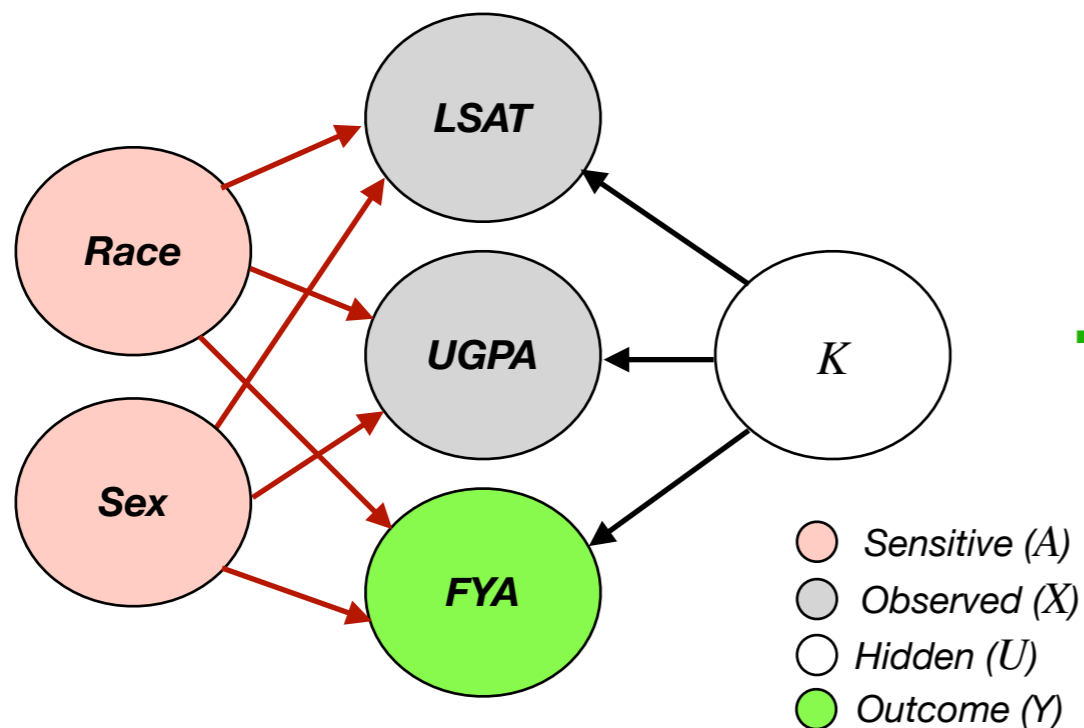 LSAT
Race
UGPA
K
Sex
FYA
Sensitive (A)
Observed (X)
Hidden (U)
Outcome (Y)